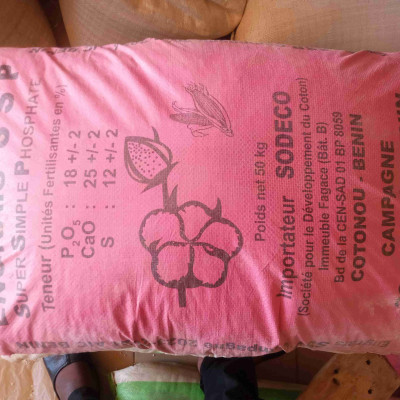 SSP
SUPER SIMPLE PHOSPHATE
Teneur (Unités Fertilisantes en %)
P2O5 : 18 +/- 2
CaO : 25 +/- 2
S : 12 +/- 2
Poids net 50 kg
Importateur SODECO
(Société pour le Développement du Coton)
Immeuble Fagace (Bât. B)
Bd de la CEN-SAD 01 BP 8059
COTONOU - BENIN
CAMPAGNE